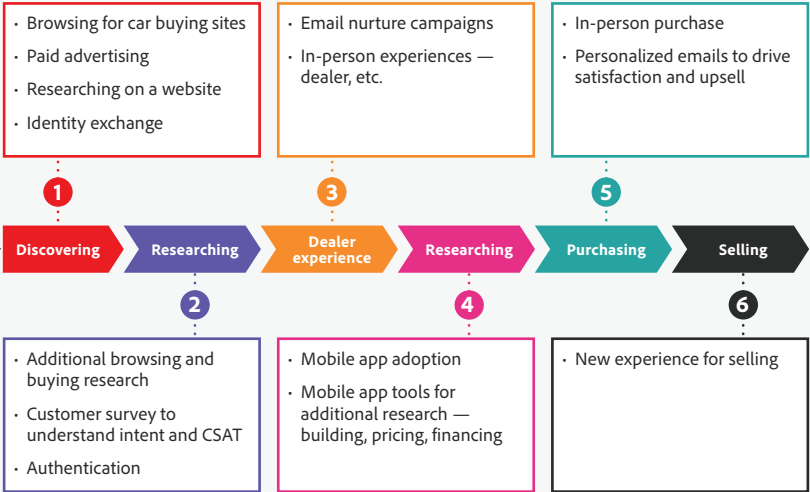 · Browsing for car buying sites
· Paid advertising
· Researching on a website
· Identity exchange
· Email nurture campaigns
· In-person experiences —
dealer, etc.
· In-person purchase
· Personalized emails to drive
satisfaction and upsell
1
3
5
Discovering
Researching
Dealer
experience
Researching
Purchasing
Selling
2
4
6
· Additional browsing and
buying research
· Customer survey to
understand intent and CSAT
· Authentication
· Mobile app adoption
· Mobile app tools for
additional research —
building, pricing, financing
· New experience for selling